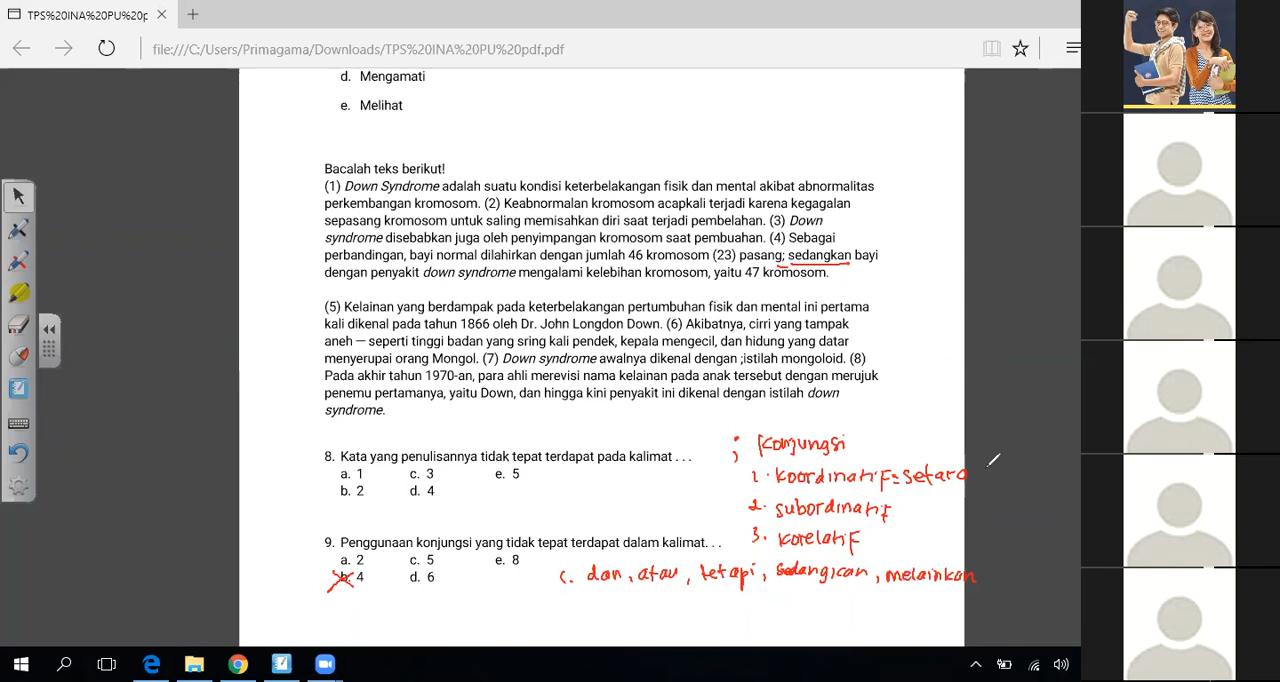 TPS%20INA%20PU%20p
file:///C:/Users/Primagama/Downloads/TPS%20INA%20PU%20pdf.pdf
d. Mengamati
e. Melihat
Bacalah teks berikut!
(1) Down Syndrome adalah suatu kondisi keterbelakangan fisik dan mental akibat abnormalitas
perkembangan kromosom. (2) Keabnormalan kromosom acapkali terjadi karena kegagalan
sepasang kromosom untuk saling memisahkan diri saat terjadi pembelahan. (3) Down
syndrome disebabkan juga oleh penyimpangan kromosom saat pembuahan. (4) Sebagai
perbandingan, bayi normal dilahirkan dengan jumlah 46 kromosom (23) pasang; sedangkan bayi
dengan penyakit down syndrome mengalami kelebihan kromosom, yaitu 47 kromosom.
(5) Kelainan yang berdampak pada keterbelakangan pertumbuhan fisik dan mental ini pertama
kali dikenal pada tahun 1866 oleh Dr. John Longdon Down. (6) Akibatnya, cirri yang tampak
aneh — seperti tinggi badan yang sring kali pendek, kepala mengecil, dan hidung yang datar
menyerupai orang Mongol. (7) Down syndrome awalnya dikenal dengan ;istilah mongoloid. (8)
Pada akhir tahun 1970-an, para ahli merevisi nama kelainan pada anak tersebut dengan merujuk
penemu pertamanya, yaitu Down, dan hingga kini penyakit ini dikenal dengan istilah down
syndrome.
; Konjungsi
8. Kata yang penulisannya tidak tepat terdapat pada kalimat . . .
a. 1 c. 3 e. 5
1. koordinatiF = setara
b. 2 d. 4
2. subordinatif
3. korelatiF
9. Penggunaan konjungsi yang tidak tepat terdapat dalam kalimat. . .
a. 2 c. 5 e. 8
b. 4 d. 6
1. dan, atau, tetapi, sedangkan, melainkan